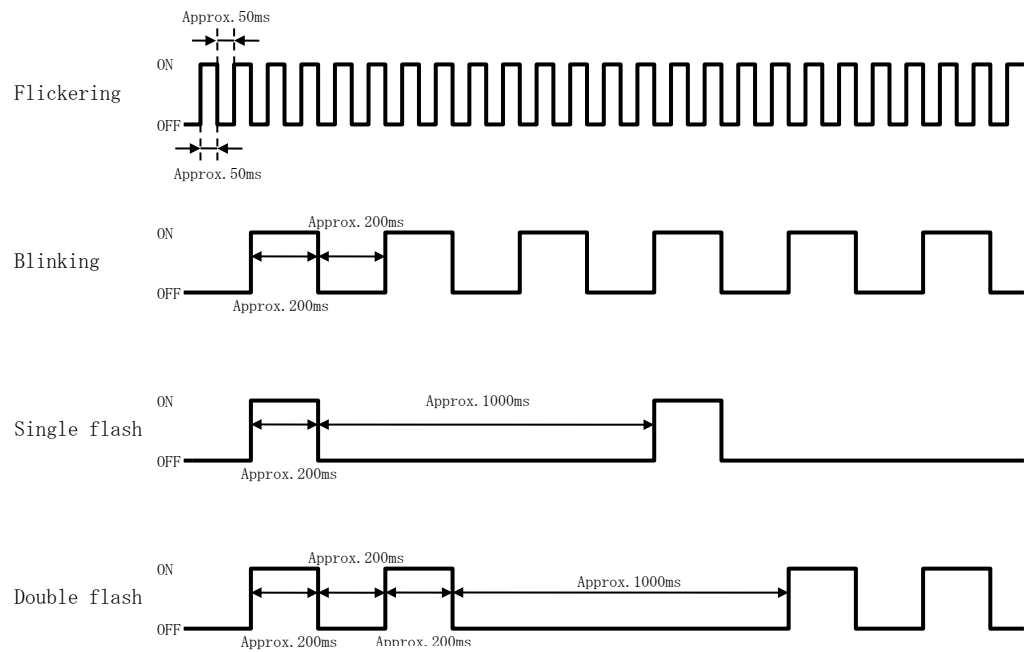 Approx.50ms
ON
Flickering
OFF
Approx.50ms
Approx.200ms
ON
Blinking
OFF
Approx.200ms
ON
Approx.1000ms
Single flash
OFF
Approx.200ms
Approx.200ms
ON
Approx.1000ms
Double flash
OFF
Approx.200ms
Approx.200ms